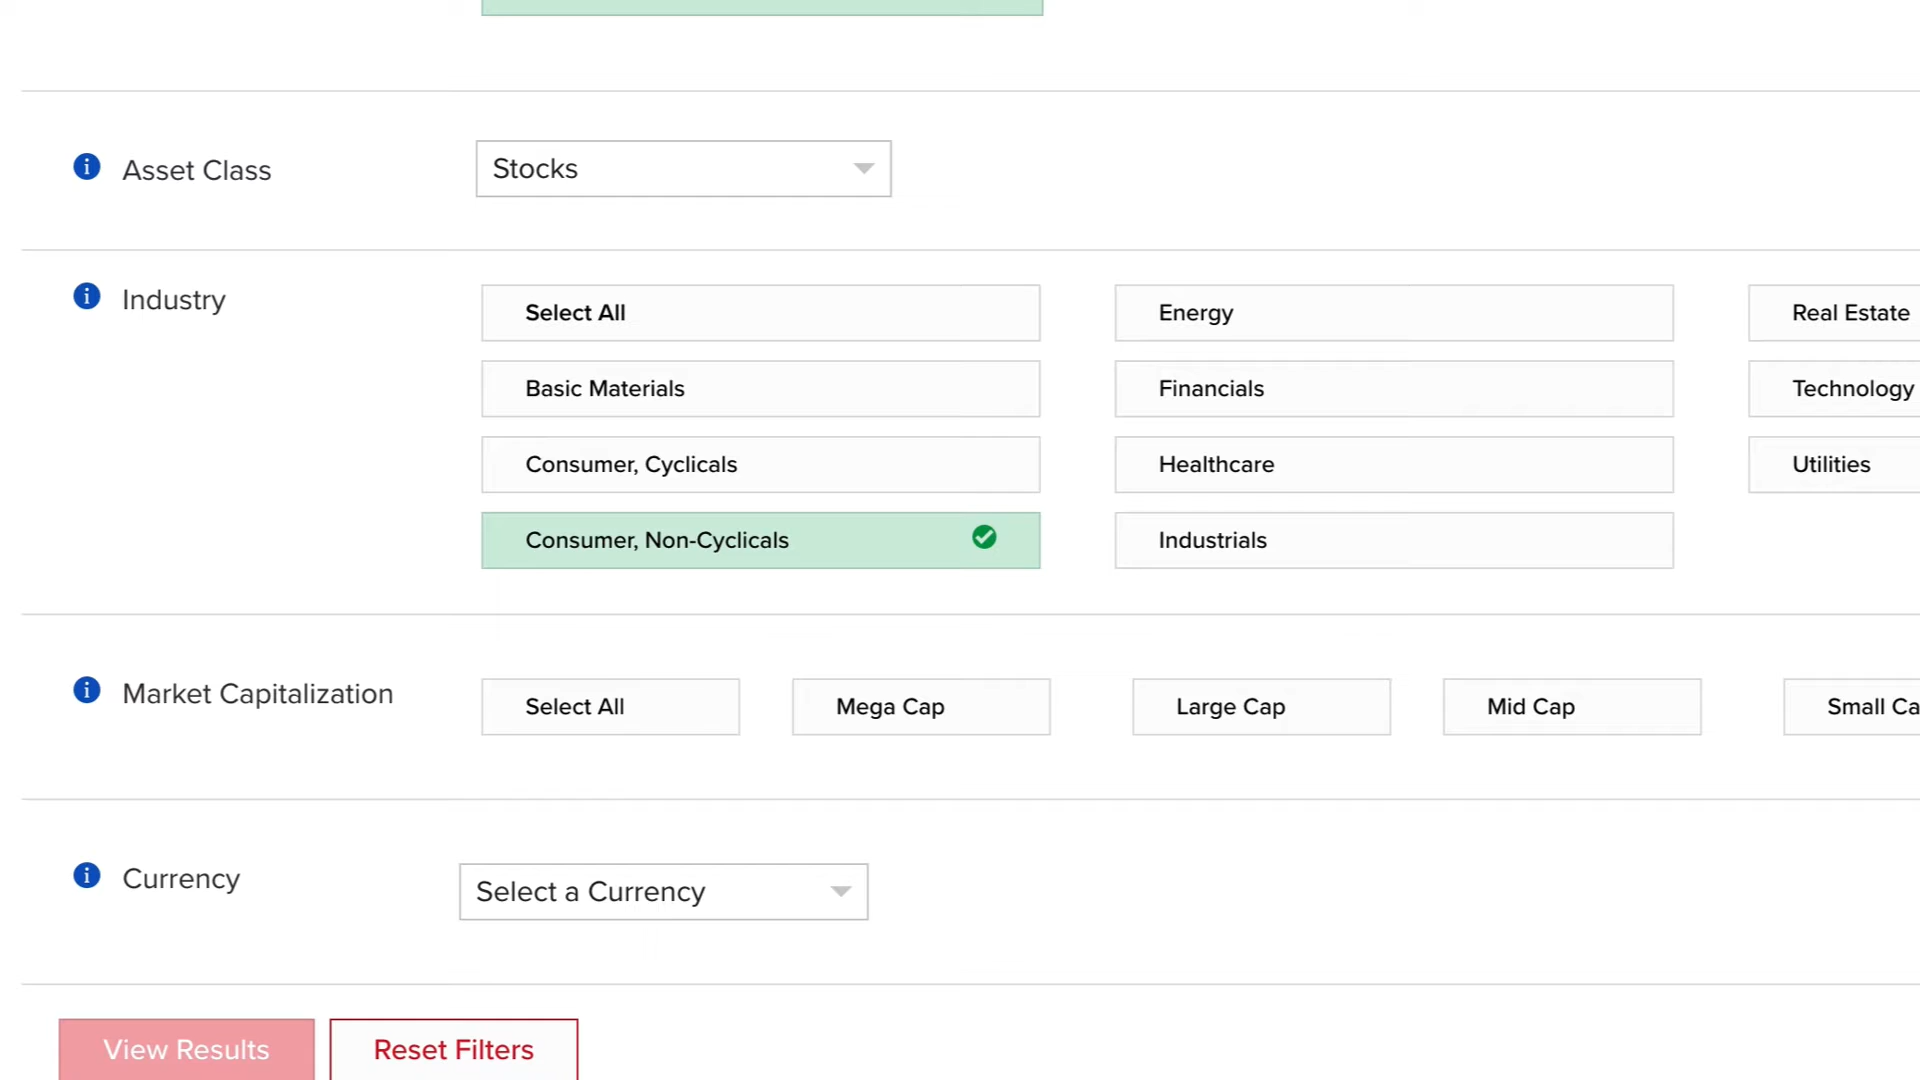 Asset Class
Stocks
Industry
Select All
Energy
Real Estate
Basic Materials
Financials
Technology
Consumer, Cyclicals
Healthcare
Utilities
Consumer, Non-Cyclicals
Industrials
Market Capitalization
Select All
Mega Cap
Large Cap
Mid Cap
Small Ca
Currency
Select a Currency
View Results
Reset Filters